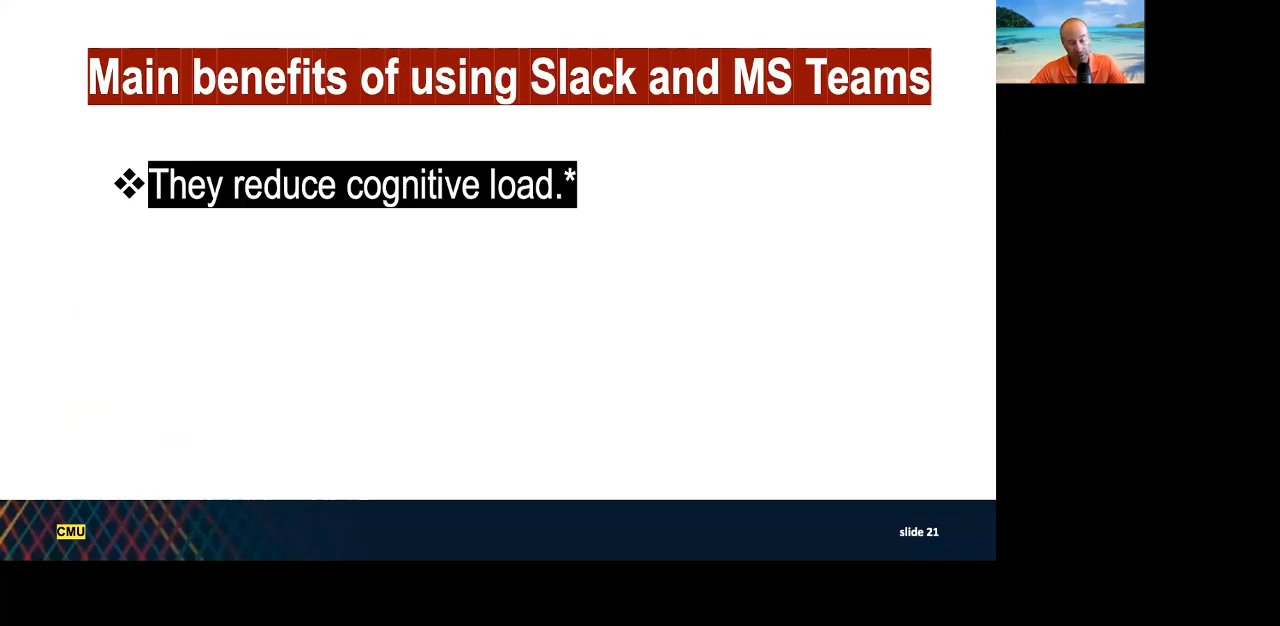 Main benefits of using Slack and MS Teams
❖They reduce cognitive load.*
CMU
slide 21